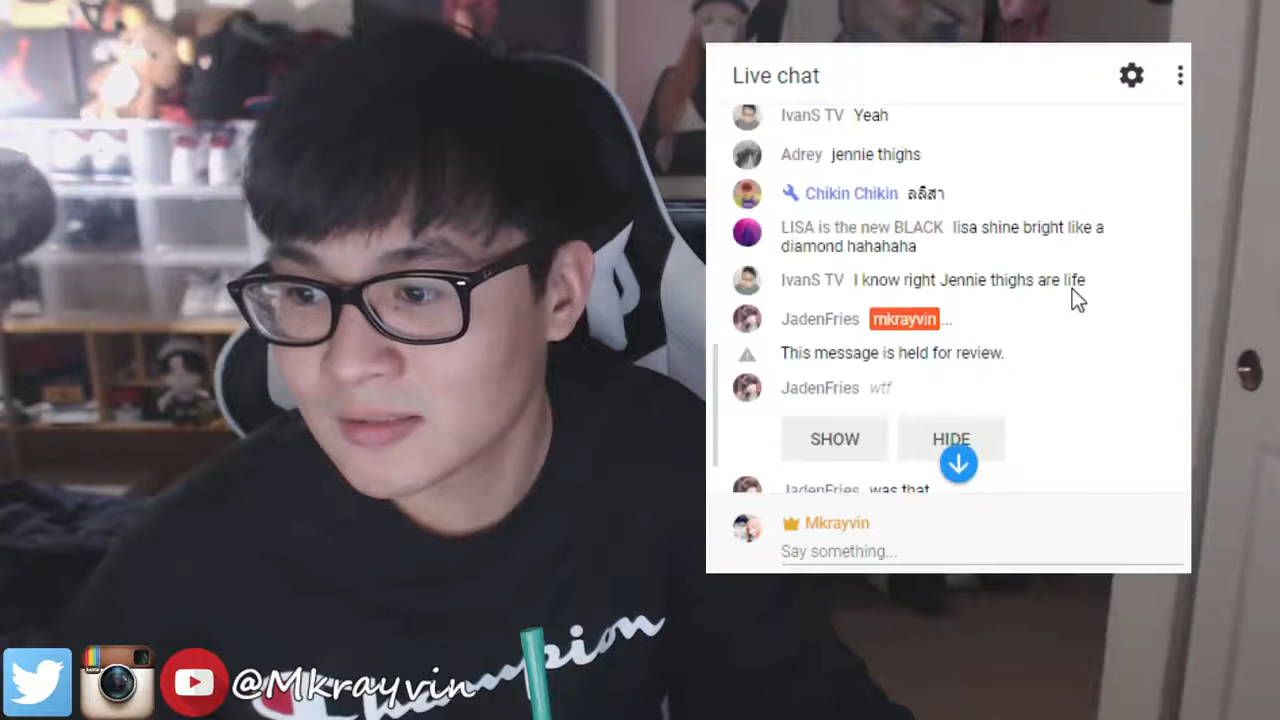 Live chat
IvanS TV Yeah
Adrey jennie thighs
Chikin Chikin ลลิสา
LISA is the new BLACK lisa shine bright like a
diamond hahahaha
IvanS TV I know right Jennie thighs are life
JadenFries mkrayvin ...
This message is held for review.
JadenFries wtf
SHOW HIDE
JadenFries was that
Mkrayvin
Say something...
Champion
@Mkrayvin